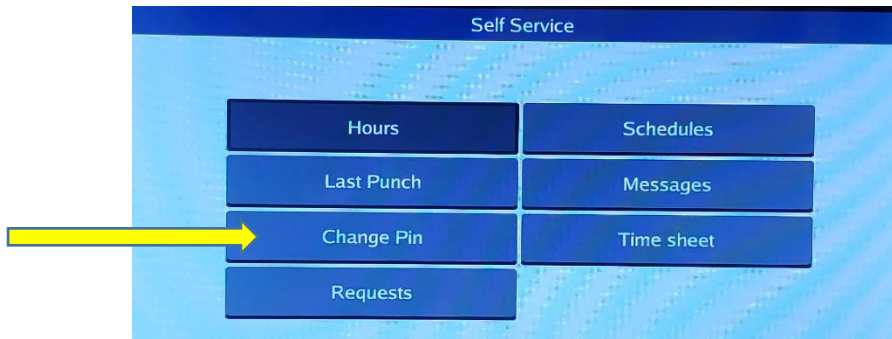 Self Service
Hours
Schedules
Last Punch
Messages
Change Pin
Time sheet
Requests